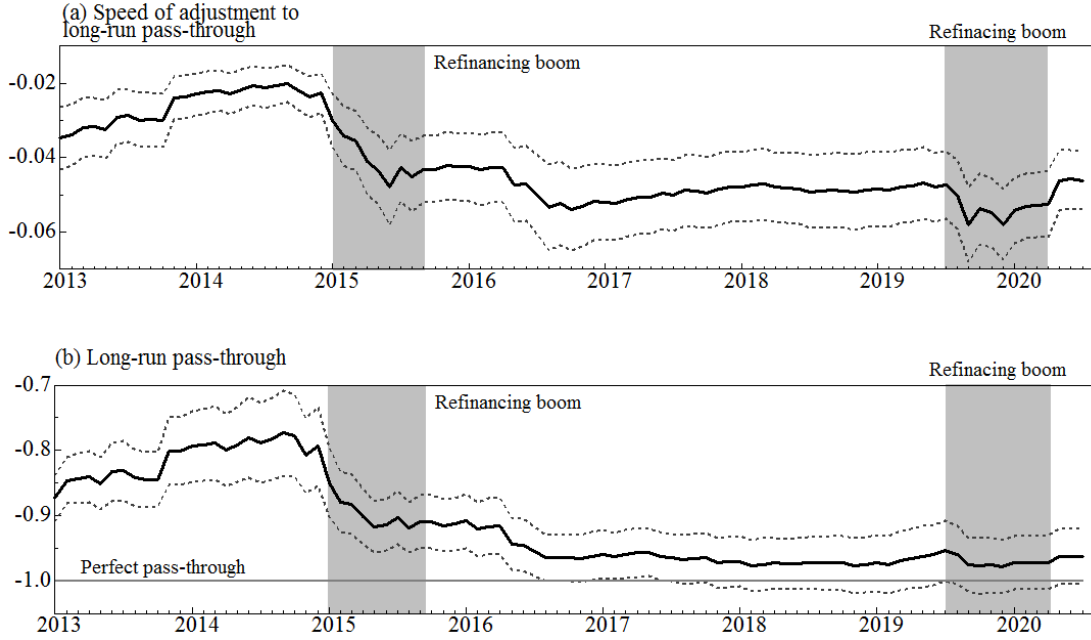 (a) Speed of adjustment to
long-run pass-through
Refinancing boom
Refinancing boom
-0.02
-0.04
-0.06
2013 2014 2015 2016 2017 2018 2019 2020
(b) Long-run pass-through
Refinacing boom
Refinancing boom
-0.7
-0.8
-0.9
Perfect pass-through
-1.0
2013 2014 2015 2016 2017 2018 2019 2020